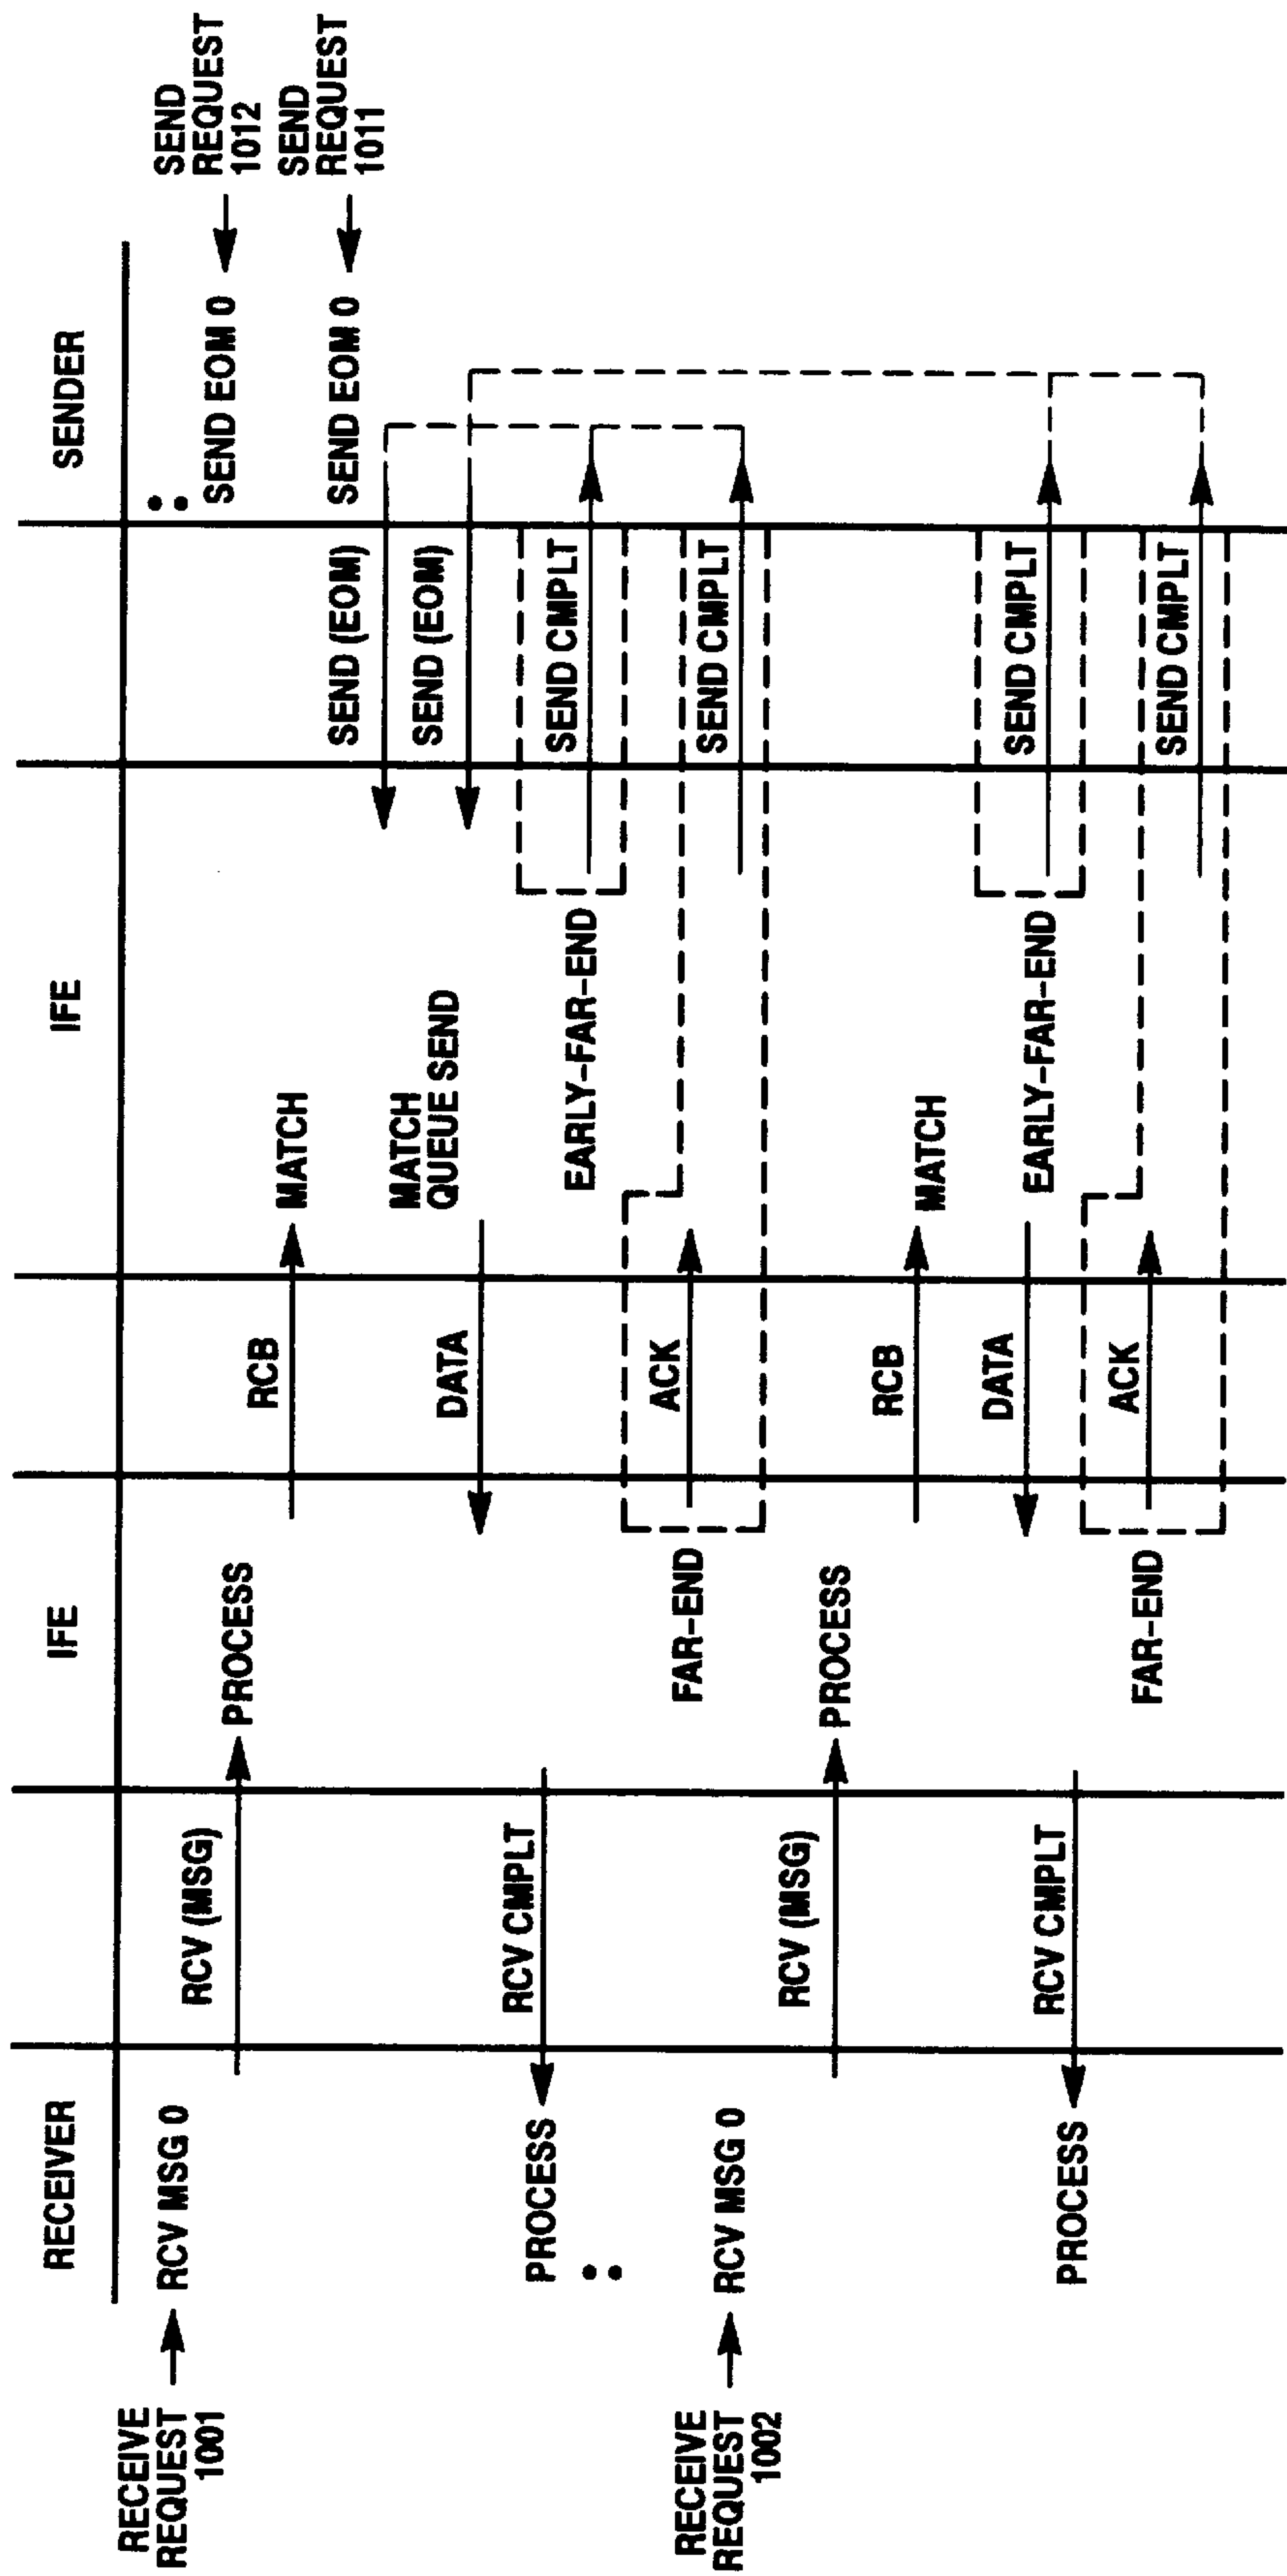 RECEIVER
IFE
IFE
SENDER
RECEIVE
REQUEST
1001
RCV MSG 0
RCV (MSG)
PROCESS
RCB
MATCH
SEND EOM 0
SEND
REQUEST
1012
SEND EOM 0
SEND
REQUEST
1011
SEND (EOM)
MATCH
QUEUE SEND
SEND (EOM)
DATA
PROCESS
RCV CMPLT
EARLY-FAR-END
SEND CMPLT
FAR-END
ACK
SEND CMPLT
RECEIVE
REQUEST
1002
RCV MSG 0
RCV (MSG)
PROCESS
RCB
MATCH
DATA
EARLY-FAR-END
SEND CMPLT
PROCESS
RCV CMPLT
FAR-END
ACK
SEND CMPLT